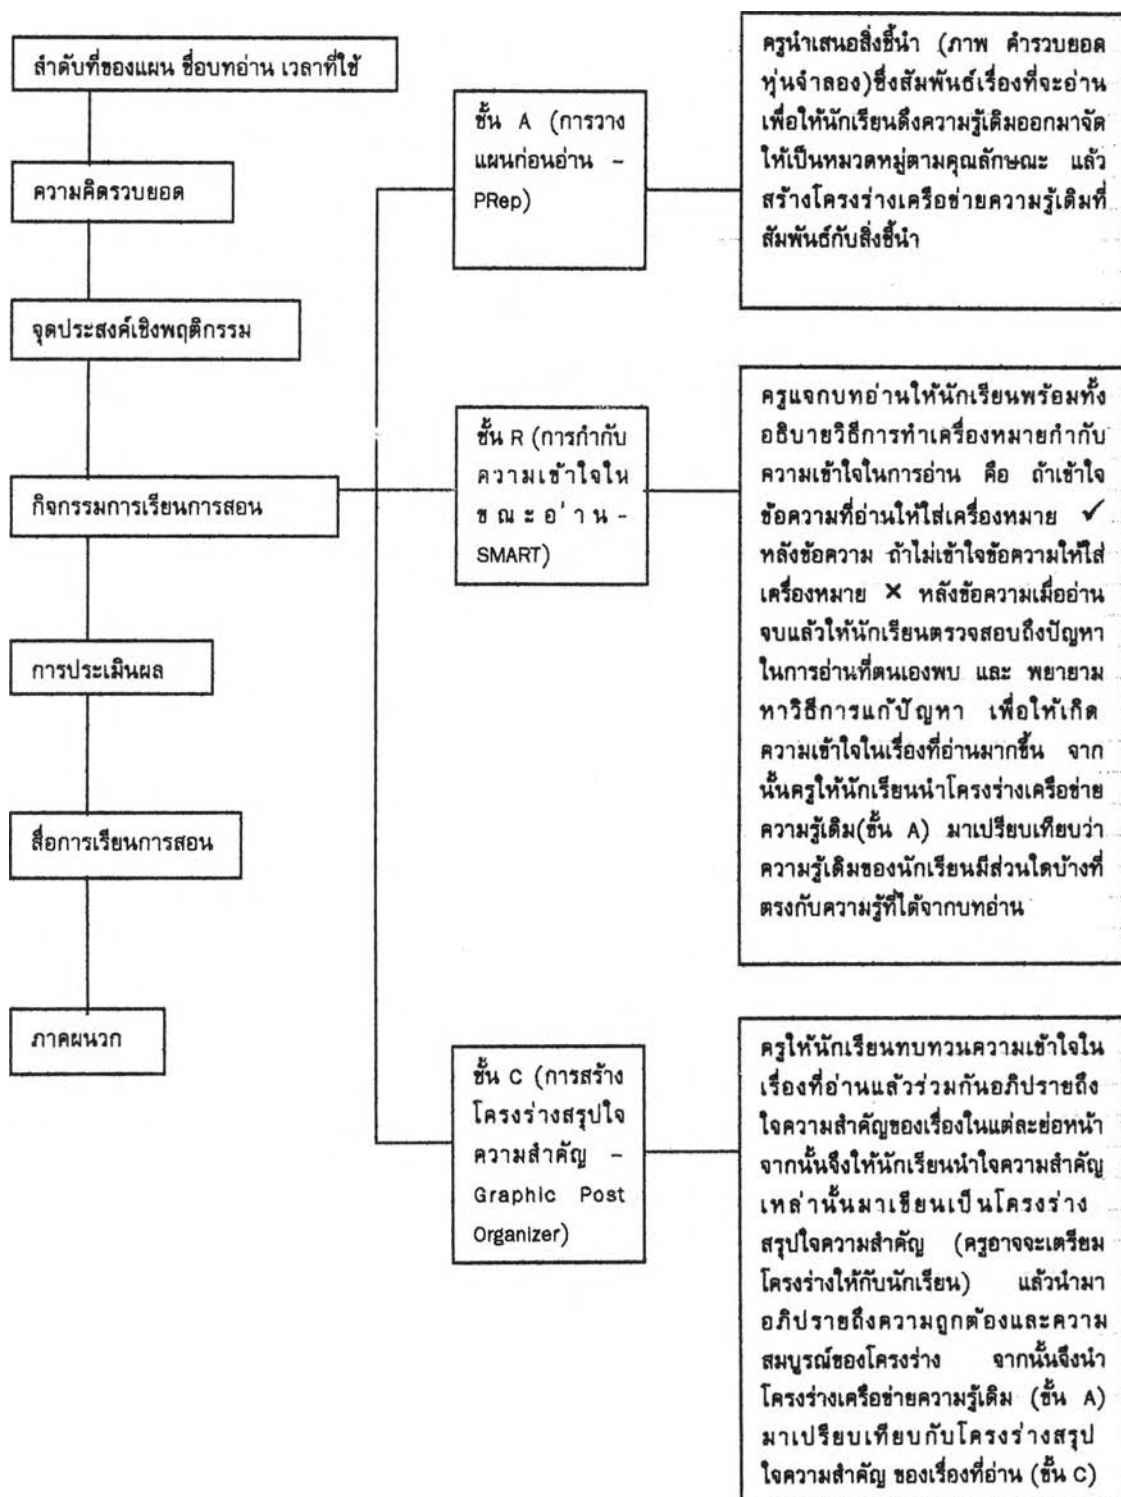 ลำดับที่ของแผน ชื่อบทอ่าน เวลาที่ใช้
ความคิดรวบยอด
จุดประสงค์เชิงพฤติกรรม
กิจกรรมการเรียนการสอน
การประเมินผล
สื่อการเรียนการสอน
ภาคผนวก
ขั้น A (การวาง
แผนก่อนอ่าน –
PRep)
ครูนำเสนอสิ่งชี้นำ (ภาพ คำรวบยอด
หุ่นจำลอง)ซึ่งสัมพันธ์เรื่องที่จะอ่าน
เพื่อให้นักเรียนดึงความรู้เดิมออกมาจัด
ให้เป็นหมวดหมู่ตามคุณลักษณะ แล้ว
สร้างโครงร่างเครือข่ายความรู้เดิมที่
สัมพันธ์กับสิ่งชี้นำ
ขั้น R (การกำกับ
ความเข้าใจใน
ขณะอ่าน-
SMART)
ครูแจกบทอ่านให้นักเรียนพร้อมทั้ง
อธิบายวิธีการทำเครื่องหมายกำกับ
ความเข้าใจในการอ่าน คือ ถ้าเข้าใจ
ข้อความที่อ่านให้ใส่เครื่องหมาย ✓
หลังข้อความ ถ้าไม่เข้าใจข้อความให้ใส่
เครื่องหมาย × หลังข้อความเมื่ออ่าน
จบแล้วให้นักเรียนตรวจสอบถึงปัญหา
ในการอ่านที่ตนเองพบ และ พยายาม
หาวิธีการแก้ปัญหา เพื่อให้เกิด
ความเข้าใจในเรื่องที่อ่านมากขึ้น จาก
นั้นครูให้นักเรียนนำโครงร่างเครือข่าย
ความรู้เดิม(ขั้น A) มาเปรียบเทียบว่า
ความรู้เดิมของนักเรียนมีส่วนใดบ้างที่
ตรงกับความรู้ที่ได้จากบทอ่าน
ขั้น C (การสร้าง
โครงร่างสรุปใจ
ความสำคัญ –
Graphic Post
Organizer)
ครูให้นักเรียนทบทวนความเข้าใจใน
เรื่องที่อ่านแล้วร่วมกันอภิปรายถึง
ใจความสำคัญของเรื่องในแต่ละย่อหน้า
จากนั้นจึงให้นักเรียนนำใจความสำคัญ
เหล่านั้นมาเขียนเป็นโครงร่าง
สรุปใจความสำคัญ (ครูอาจจะเตรียม
โครงร่างให้กับนักเรียน) แล้วนำมา
อภิปรายถึงความถูกต้องและความ
สมบูรณ์ของโครงร่าง จากนั้นจึงนำ
โครงร่างเครือข่ายความรู้เดิม (ขั้น A)
มาเปรียบเทียบกับโครงร่างสรุป
ใจความสำคัญ ของเรื่องที่อ่าน (ขั้น C)